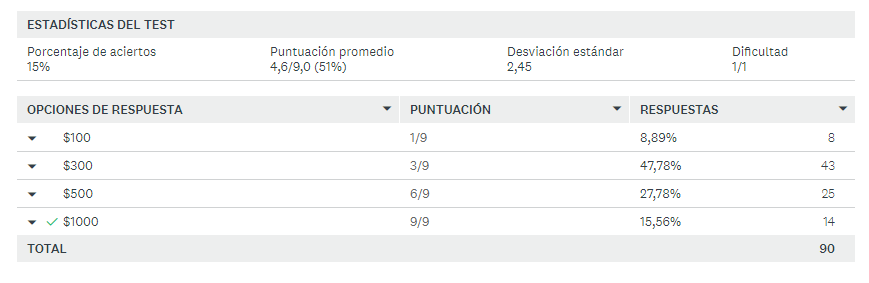 ESTADÍSTICAS DEL TEST
Porcentaje de aciertos Puntuación promedio Desviación estándar Dificultad
15% 4,6/9,0 (51%) 2,45 1/1
OPCIONES DE RESPUESTA PUNTUACIÓN RESPUESTAS
$100 1/9 8,89% 8
$300 3/9 47,78% 43
$500 6/9 27,78% 25
$1000 9/9 15,56% 14
TOTAL 90